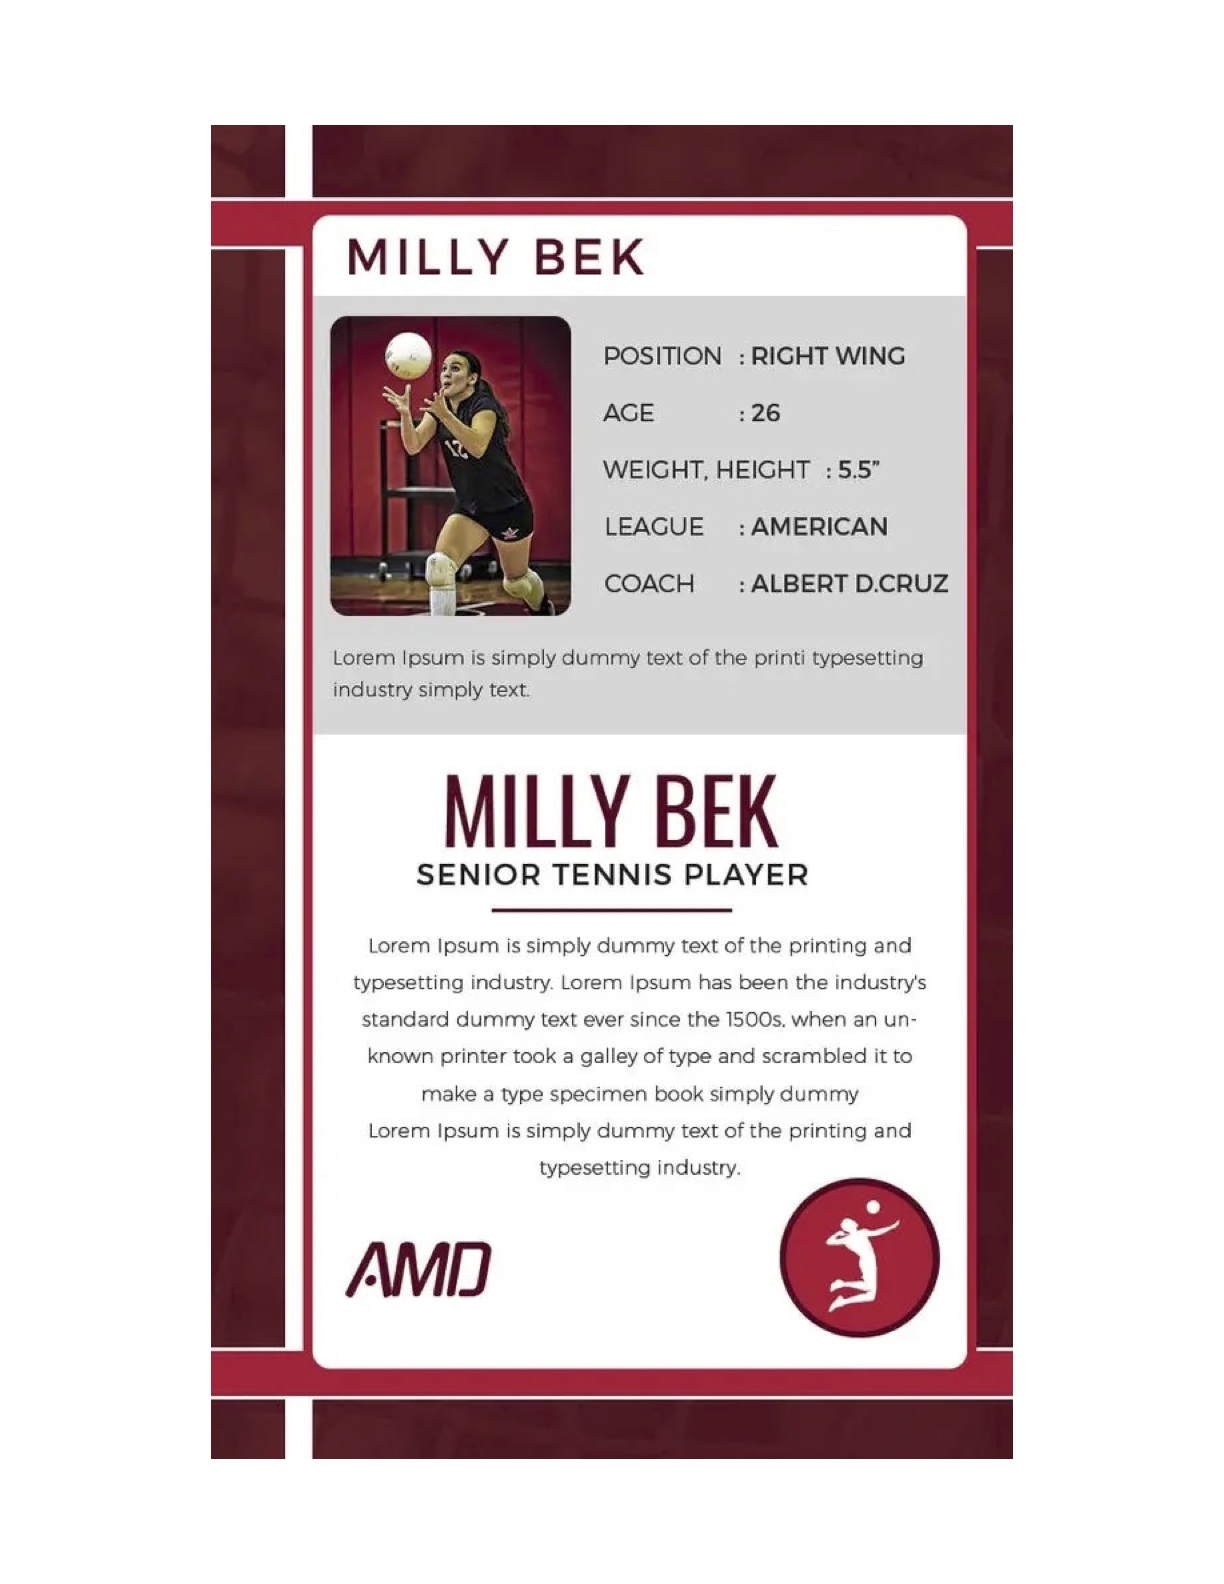 MILLY BEK
12
POSITION : RIGHT WING
AGE : 26
WEIGHT, HEIGHT : 5.5”
LEAGUE : AMERICAN
COACH : ALBERT D.CRUZ
Lorem Ipsum is simply dummy text of the printi typesetting
industry simply text.
MILLY BEK
SENIOR TENNIS PLAYER
Lorem Ipsum is simply dummy text of the printing and
typesetting industry. Lorem Ipsum has been the industry's
standard dummy text ever since the 1500s, when an un-
known printer took a galley of type and scrambled it to
make a type specimen book simply dummy
Lorem Ipsum is simply dummy text of the printing and
typesetting industry.
AMD